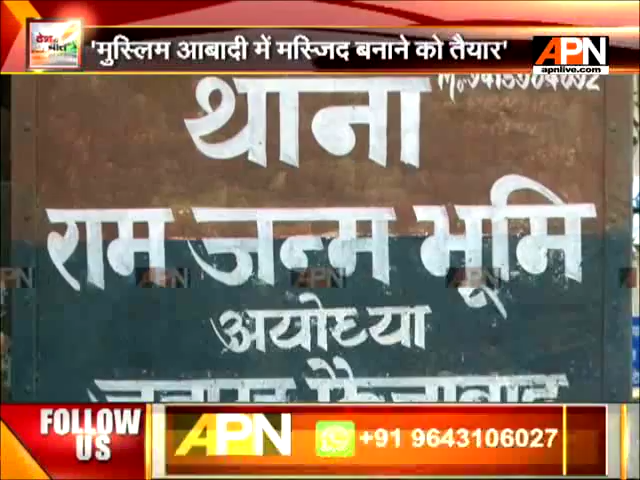 'मुस्लिम आबादी में मस्जिद बनाने को तैयार'
APN
apnlive.com
थाना
राम जन्म भूमि
अयोध्या
FOLLOW US
APN
+91 9643106027